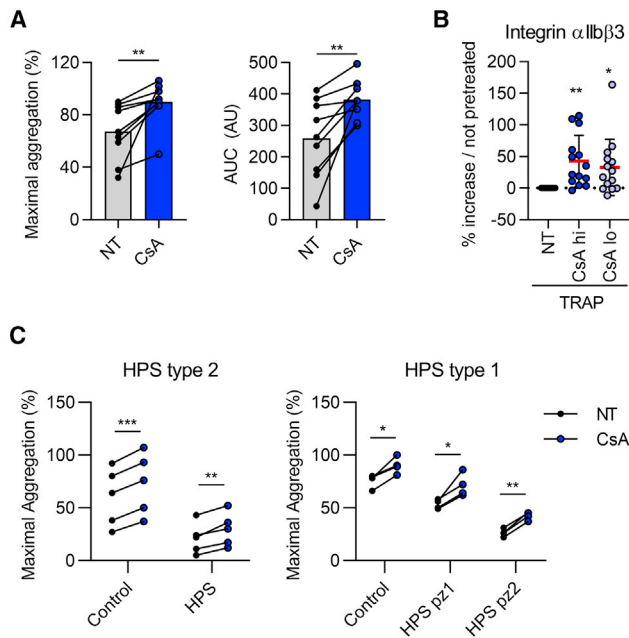 A
Maximal aggregation (%)
120
80
40
0
**
NT
CsA
AUC (AU)
500
400
300
200
100
0
**
NT
CsA
B
Integrin αIIbβ3
% increase / not pretreated
200
150
100
50
0
-50
**
*
NT
CsA hi
CsA lo
TRAP
C
HPS type 2
Maximal Aggregation (%)
150
100
50
0
***
**
Control
HPS
HPS type 1
Maximal Aggregation (%)
150
100
50
0
*
*
**
Control
HPS pz1
HPS pz2
NT
CsA